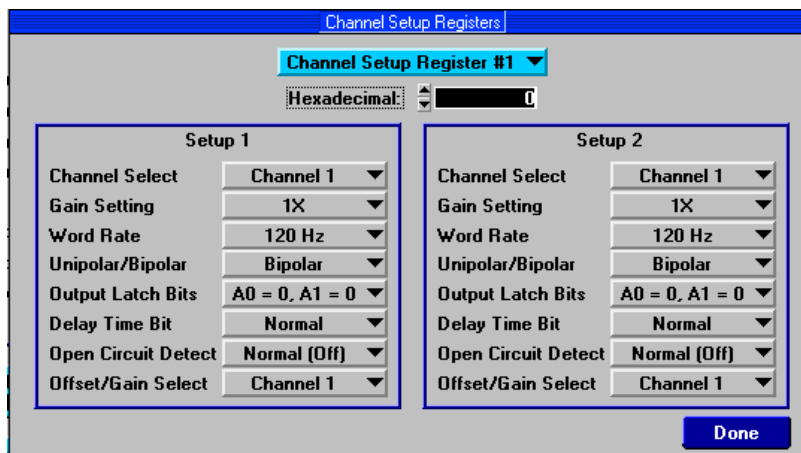 Channel Setup Registers
Channel Setup Register #1
Hexadecimal: 0
Setup 1
Channel Select Channel 1
Gain Setting 1X
Word Rate 120 Hz
Unipolar/Bipolar Bipolar
Output Latch Bits A0 = 0, A1 = 0
Delay Time Bit Normal
Open Circuit Detect Normal (Off)
Offset/Gain Select Channel 1
Setup 2
Channel Select Channel 1
Gain Setting 1X
Word Rate 120 Hz
Unipolar/Bipolar Bipolar
Output Latch Bits A0 = 0, A1 = 0
Delay Time Bit Normal
Open Circuit Detect Normal (Off)
Offset/Gain Select Channel 1
Done